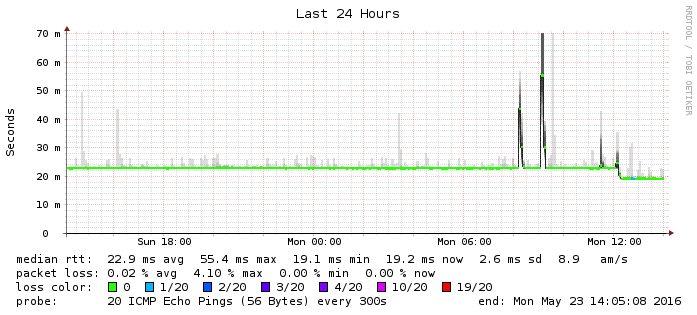 Last 24 Hours
RRDTOOL / TOBI OETIKER
Seconds
70 m
60 m
50 m
40 m
30 m
20 m
10 m
0
Sun 18:00 Mon 00:00 Mon 06:00 Mon 12:00
median rtt: 22.9 ms avg 55.4 ms max 19.1 ms min 19.2 ms now 2.6 ms sd 8.9 am/s
packet loss: 0.02 % avg 4.10 % max 0.00 % min 0.00 % now
loss color: 0 1/20 2/20 3/20 4/20 10/20 19/20
probe: 20 ICMP Echo Pings (56 Bytes) every 300s end: Mon May 23 14:05:08 2016